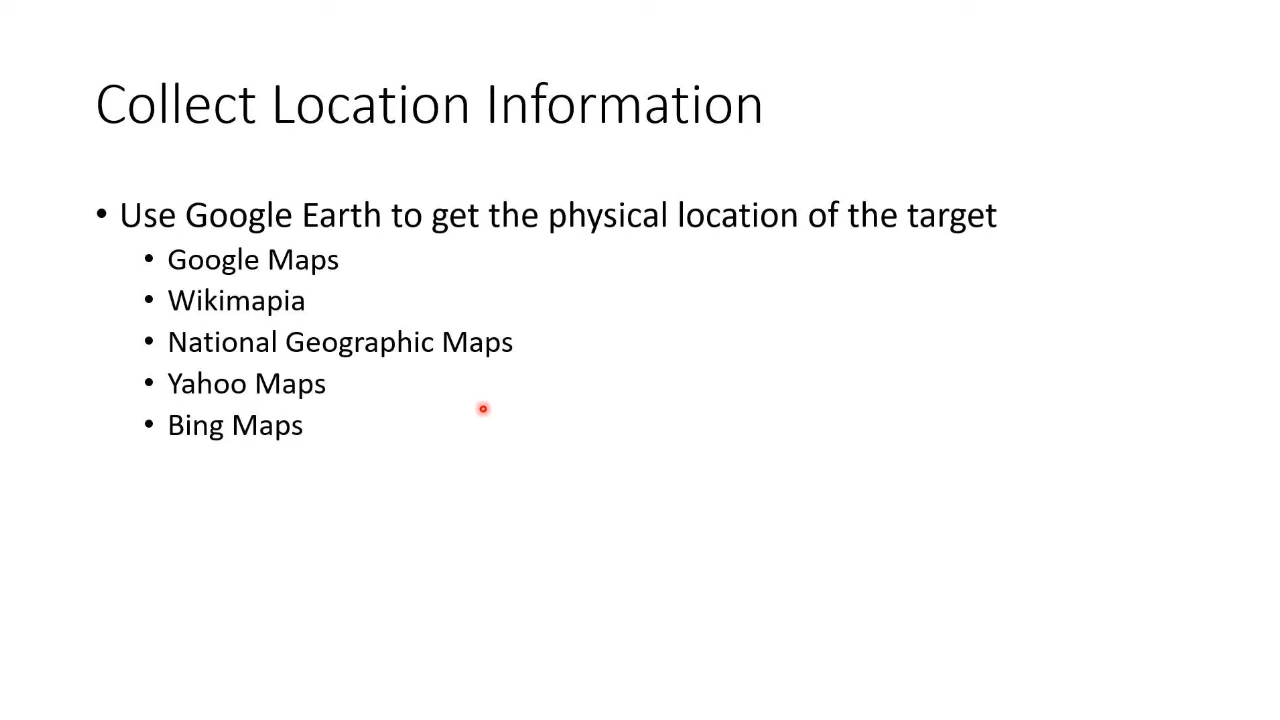 Collect Location Information
• Use Google Earth to get the physical location of the target
• Google Maps
• Wikimapia
• National Geographic Maps
• Yahoo Maps
• Bing Maps